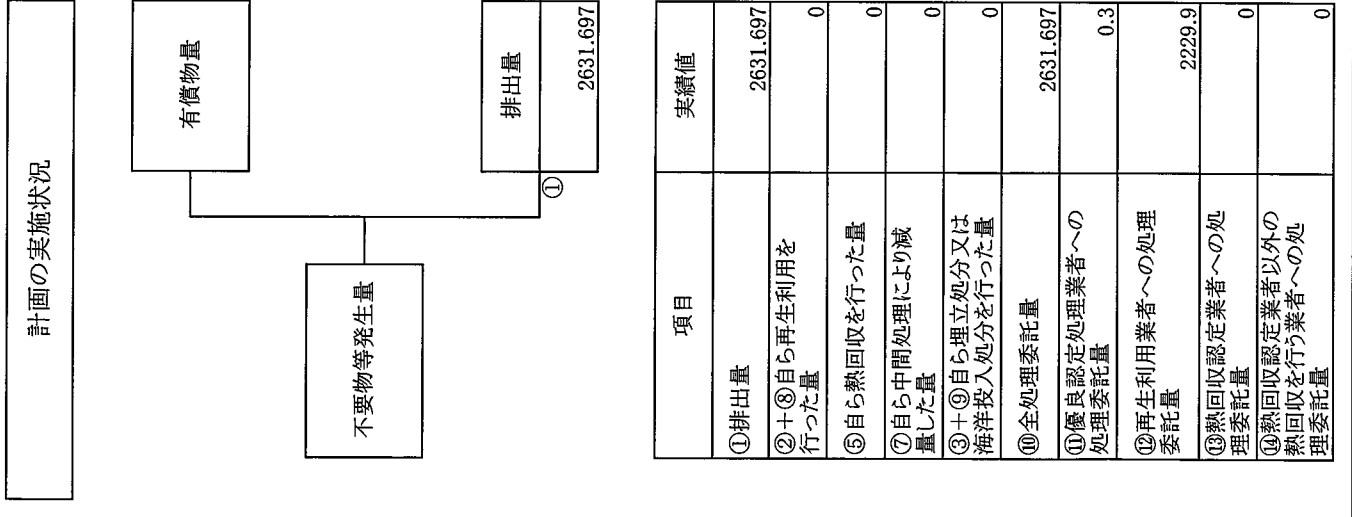 計画の実施状況
不要物等発生量
有償物量
①
排出量
2631.697
項目
実績値
①排出量
2631.697
②+⑧自ら再生利用を
行った量
0
⑤自ら熱回収を行った量
0
⑦自ら中間処理により減
量した量
0
③+⑨自ら埋立処分又は
海洋投入処分を行った量
0
⑩全処理委託量
2631.697
⑪優良認定処理業者への
処理委託量
0.3
⑫再生利用業者への処理
委託量
2229.9
⑬熱回収認定業者への処
理委託量
0
⑭熱回収認定業者以外の
熱回収を行う業者への処
理委託量
0